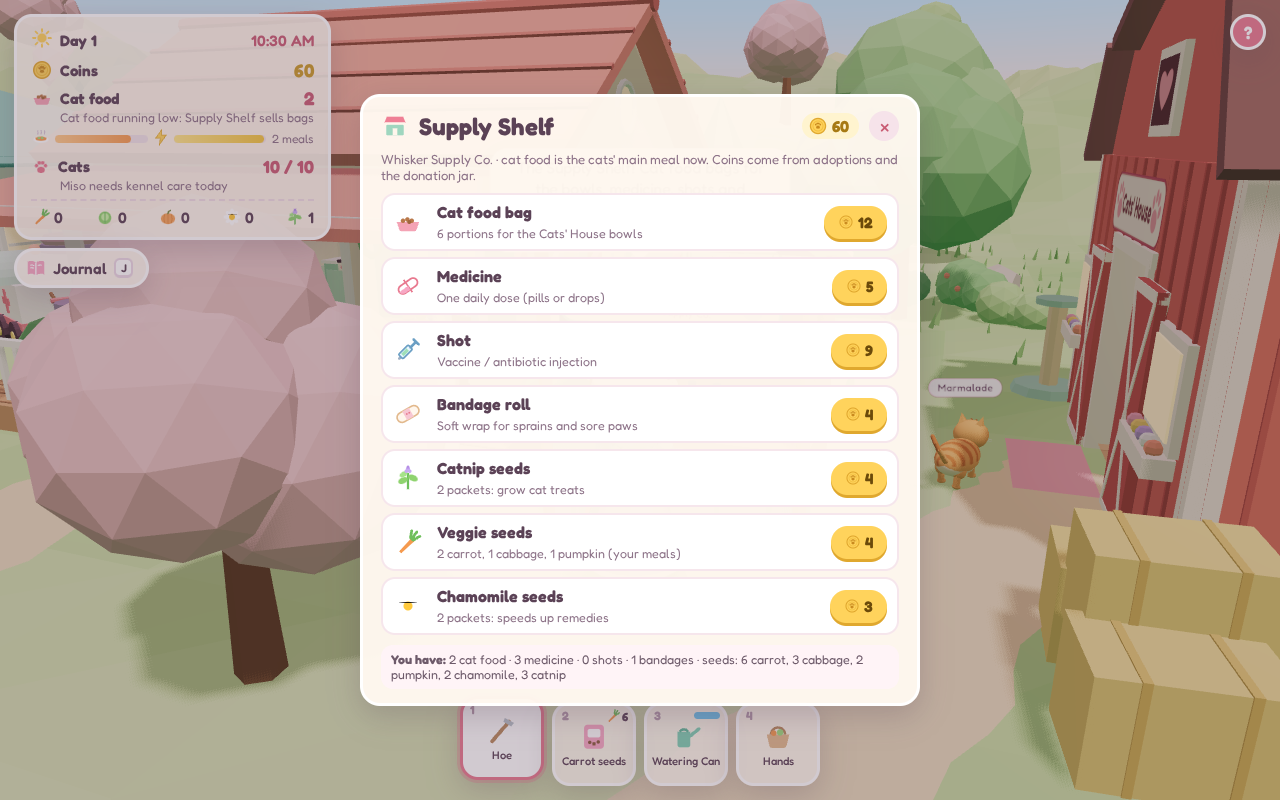 Day 1
10:30 AM
Coins
60
Cat food
2
Cat food running low: Supply Shelf sells bags
2 meals
Cats
10 / 10
Miso needs kennel care today
0
0
0
0
1
Journal
J
?
Supply Shelf
60
×
Whisker Supply Co. · cat food is the cats' main meal now. Coins come from adoptions and
the donation jar.
Cat food bag
6 portions for the Cats' House bowls
12
Medicine
One daily dose (pills or drops)
5
Shot
Vaccine / antibiotic injection
9
Bandage roll
Soft wrap for sprains and sore paws
4
Catnip seeds
2 packets: grow cat treats
4
Veggie seeds
2 carrot, 1 cabbage, 1 pumpkin (your meals)
4
Chamomile seeds
2 packets: speeds up remedies
3
You have: 2 cat food · 3 medicine · 0 shots · 1 bandages · seeds: 6 carrot, 3 cabbage, 2
pumpkin, 2 chamomile, 3 catnip
Cats' House
Marmalade
1
Hoe
2
6
Carrot seeds
3
Watering Can
4
Hands